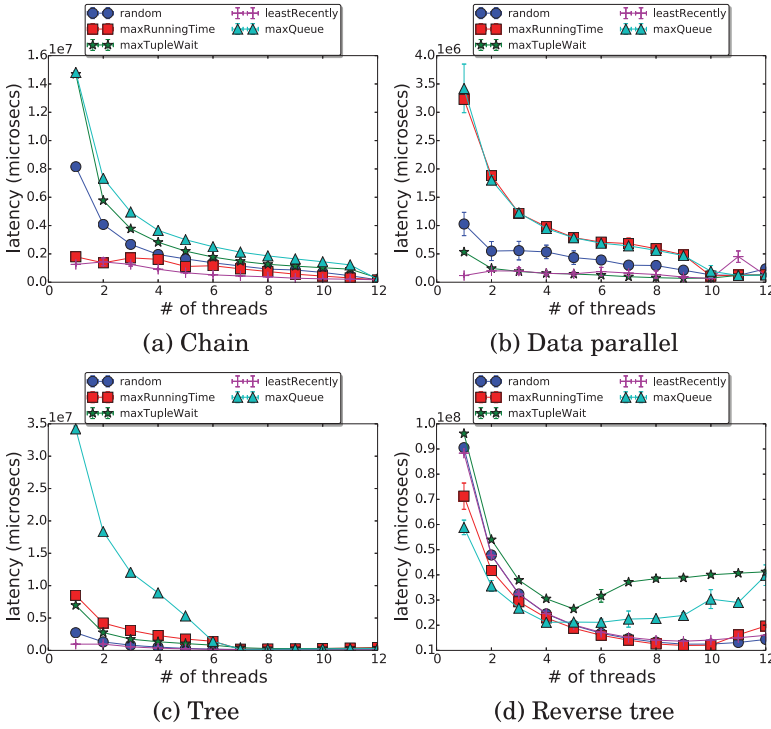 random leastRecently
maxRunningTime maxQueue
maxTupleWait
1e7
1.6
1.4
1.2
1.0
0.8
0.6
0.4
0.2
0.0
latency (microsecs)
0 2 4 6 8 10 12
# of threads
(a) Chain
random leastRecently
maxRunningTime maxQueue
maxTupleWait
1e6
4.0
3.5
3.0
2.5
2.0
1.5
1.0
0.5
0.0
latency (microsecs)
0 2 4 6 8 10 12
# of threads
(b) Data parallel
random leastRecently
maxRunningTime maxQueue
maxTupleWait
1e7
3.5
3.0
2.5
2.0
1.5
1.0
0.5
0.0
latency (microsecs)
0 2 4 6 8 10 12
# of threads
(c) Tree
random leastRecently
maxRunningTime maxQueue
maxTupleWait
1e8
1.0
0.9
0.8
0.7
0.6
0.5
0.4
0.3
0.2
0.1
latency (microsecs)
0 2 4 6 8 10 12
# of threads
(d) Reverse tree